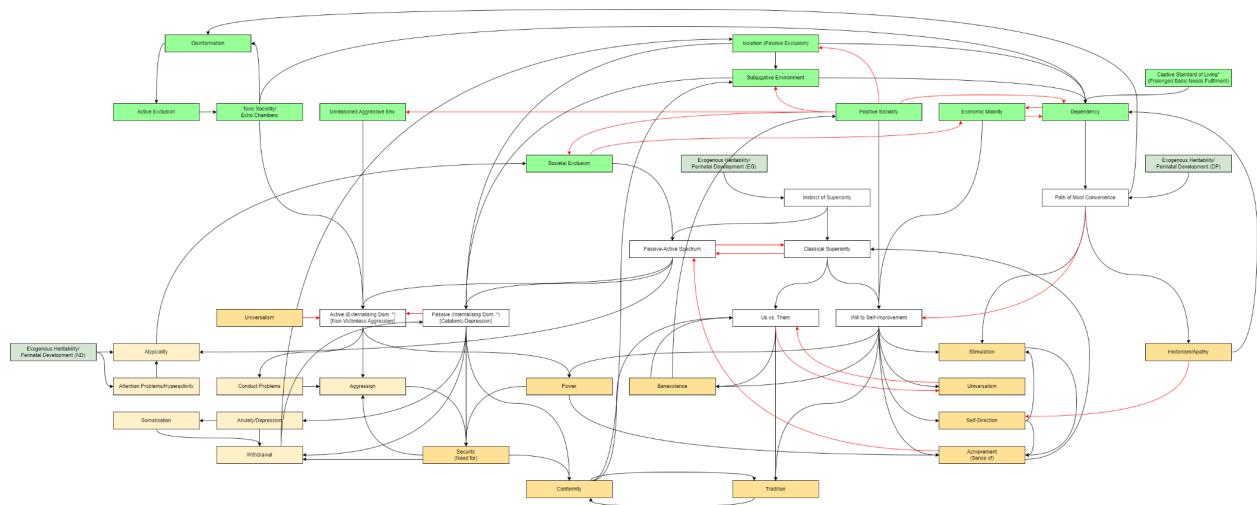 Disinformation
Isolation (Passive Exclusion)
Subjugative Environment
Captive Standard of Living*
(Prolonged Basic Needs Fulfilment)
Active Exclusion
Toxic Sociality/
Echo Chambers
Unreasoned Aggressive Env
Positive Sociality
Economic Mobility
Dependency
Societal Exclusion
Exogenous Heritability/
Perinatal Development (EG)
Exogenous Heritability/
Perinatal Development (DP)
Instinct of Superiority
Path of Most Convenience
Passive-Active Spectrum
Classical Superiority
Universalism
Active (Externalising Dom. *)
[Non-Victimless Aggression]
Passive (Internalising Dom. *)
[Catatonic-Depression]
Us vs. Them
Will to Self-Improvement
Exogenous Heritability/
Perinatal Development (ND)
Atypicality
Stimulation
Hedonism/Apathy
Attention Problems/Hyperactivity
Conduct Problems
Aggression
Power
Benevolence
Universalism
Somatisation
Anxiety/Depression
Self-Direction
Withdrawal
Security
(Need for)
Achievement
(Sense of)
Conformity
Tradition